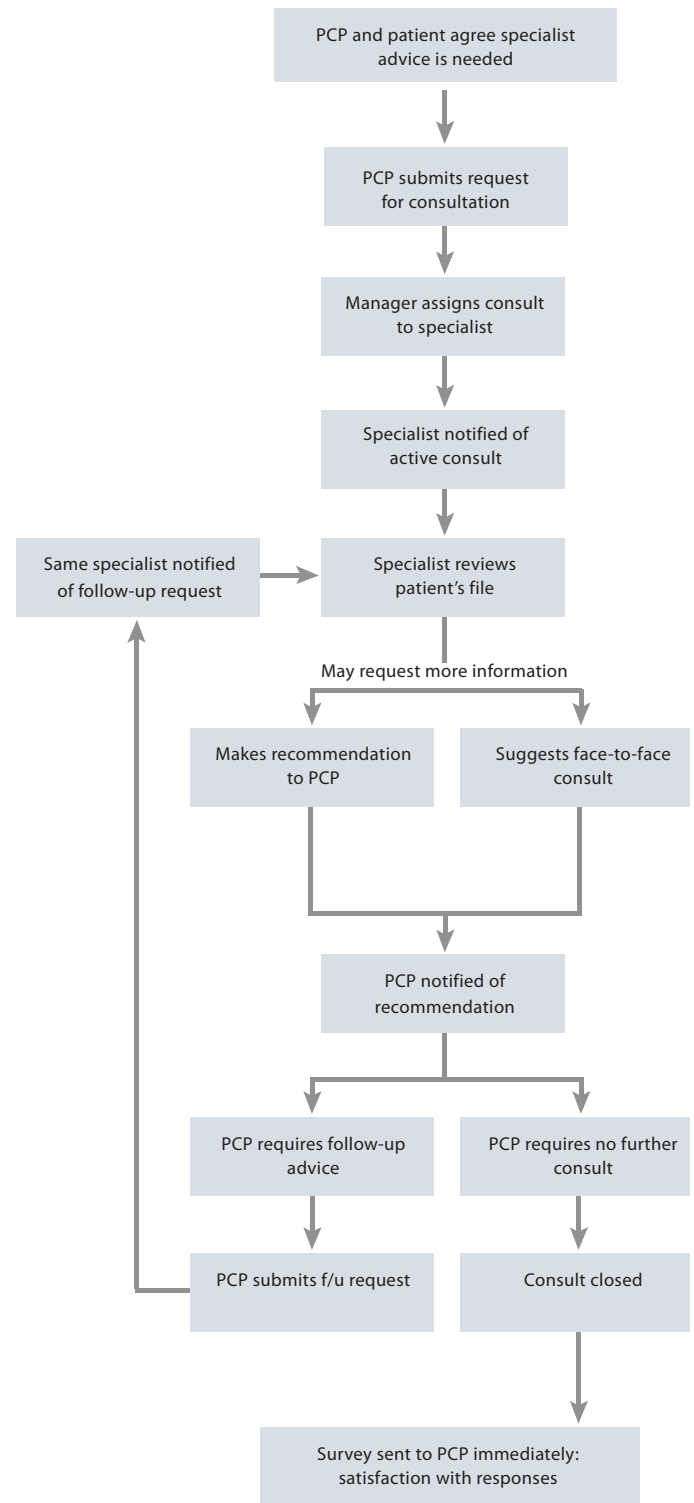 PCP and patient agree specialist
advice is needed
PCP submits request
for consultation
Manager assigns consult
to specialist
Specialist notified of
active consult
Same specialist notified
of follow-up request
Specialist reviews
patient's file
May request more information
Makes recommendation
to PCP
Suggests face-to-face
consult
PCP notified of
recommendation
PCP requires follow-up
advice
PCP requires no further
consult
PCP submits f/u request
Consult closed
Survey sent to PCP immediately:
satisfaction with responses